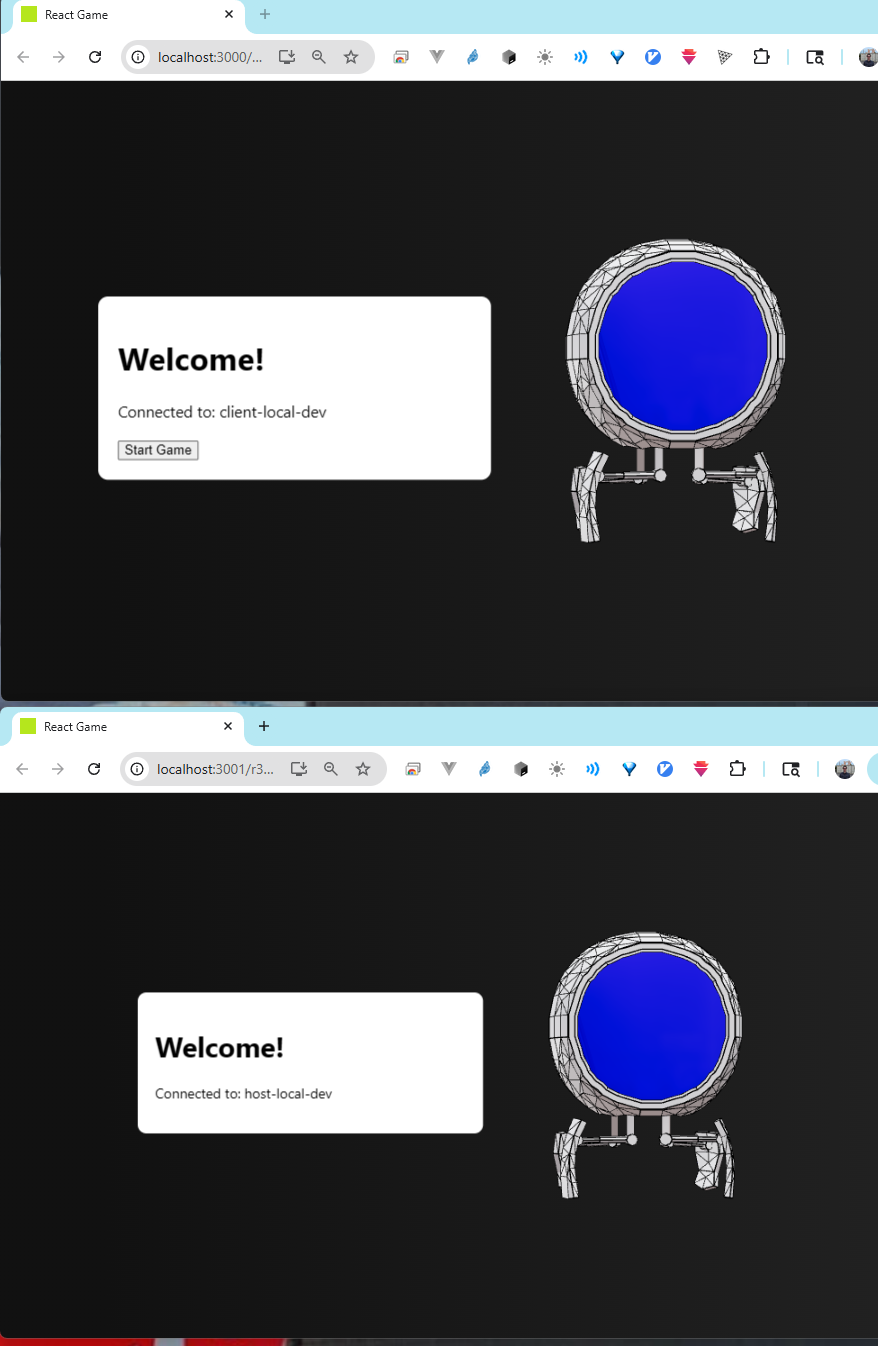 React Game
localhost:3000/...
Welcome!
Connected to: client-local-dev
Start Game
React Game
localhost:3001/r3...
Welcome!
Connected to: host-local-dev